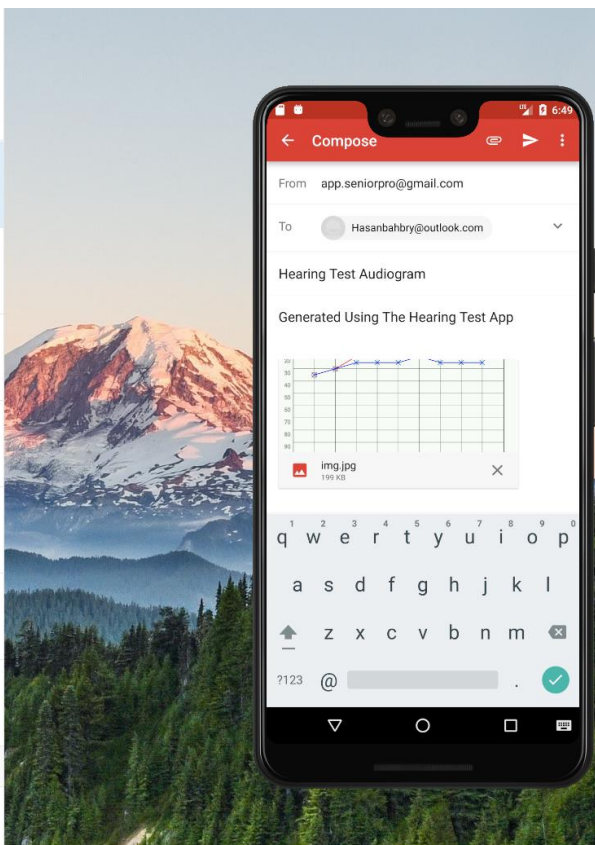 LTE 6:49
Compose
From app.seniorpro@gmail.com
To Hasanbahbry@outlook.com
Hearing Test Audiogram
Generated Using The Hearing Test App
30
40
50
60
70
80
90
img.jpg
199 KB
1 2 3 4 5 6 7 8 9 0
q w e r t y u i o p
a s d f g h j k l
z x c v b n m
?123 @ .